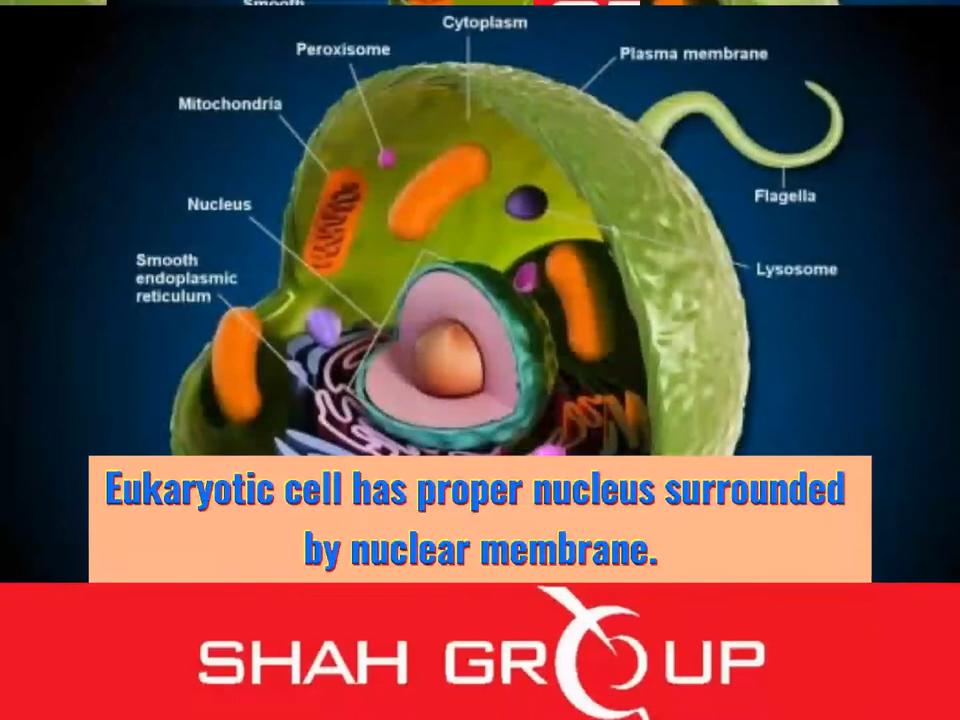 Smooth
Cytoplasm
Peroxisome
Plasma membrane
Mitochondria
Flagella
Nucleus
Smooth
endoplasmic
reticulum
Lysosome
Eukaryotic cell has proper nucleus surrounded
by nuclear membrane.
SHAH GROUP